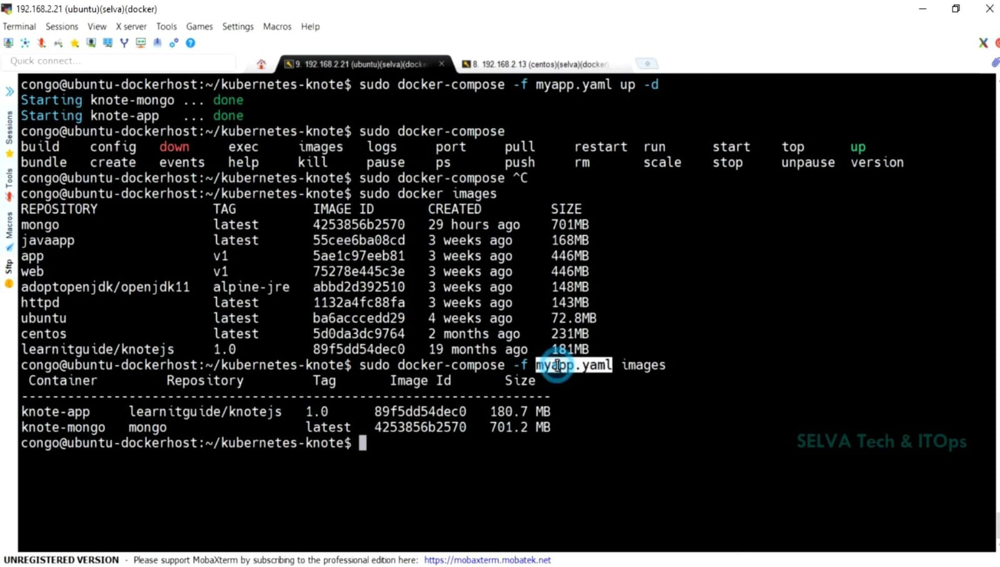 192.168.2.21 (ubuntu)(selva)(docker)
Terminal Sessions View X server Tools Games Settings Macros Help
Quick connect...
9. 192.168.2.21 (ubuntu)(selva)(docke
8. 192.168.2.13 (centos)(selva)(docker)
Sessions
Tools
Macros
Sftp
congo@ubuntu-dockerhost:~/kubernetes-knote$ sudo docker-compose -f myapp.yaml up -d
Starting knote-mongo ... done
Starting knote-app ... done
congo@ubuntu-dockerhost:~/kubernetes-knote$ sudo docker-compose
build config down exec images logs port pull restart run start top up
bundle create events help kill pause ps push rm scale stop unpause version
congo@ubuntu-dockerhost:~/kubernetes-knote$ sudo docker-compose ^C
congo@ubuntu-dockerhost:~/kubernetes-knote$ sudo docker images
REPOSITORY TAG IMAGE ID CREATED SIZE
mongo latest 4253856b2570 29 hours ago 701MB
javaapp latest 55cee6ba08cd 3 weeks ago 168MB
app v1 5ae1c97eeb81 3 weeks ago 446MB
web v1 75278e445c3e 3 weeks ago 446MB
adoptopenjdk/openjdk11 alpine-jre abbd2d392510 3 weeks ago 148MB
httpd latest 1132a4fc88fa 3 weeks ago 143MB
ubuntu latest ba6acccedd29 4 weeks ago 72.8MB
centos latest 5d0da3dc9764 2 months ago 231MB
learnitguide/knotejs 1.0 89f5dd54dec0 19 months ago 181MB
congo@ubuntu-dockerhost:~/kubernetes-knote$ sudo docker-compose -f myapp.yaml images
Container Repository Tag Image Id Size
---------------------------------------------------------------------
knote-app learnitguide/knotejs 1.0 89f5dd54dec0 180.7 MB
knote-mongo mongo latest 4253856b2570 701.2 MB
congo@ubuntu-dockerhost:~/kubernetes-knote$
SELVA Tech & ITOps
UNREGISTERED VERSION - Please support MobaXterm by subscribing to the professional edition here: https://mobaxterm.mobatek.net